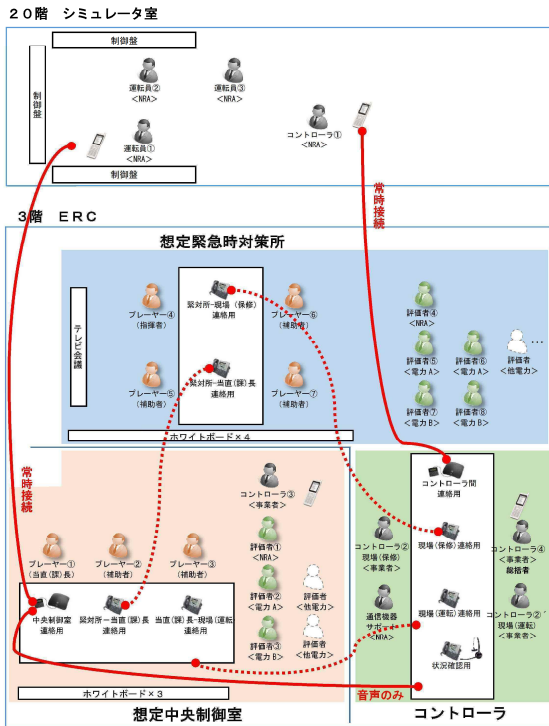 ２０階 シミュレータ室
制御盤
制御盤
運転員②
<NRA>
運転員③
<NRA>
運転員①
<NRA>
コントローラ①
<NRA>
制御盤
常時接続
３階 ＥＲＣ
想定緊急時対策所
テレビ会議
プレーヤー④
(指揮者)
緊対所-現場（保修）
連絡用
プレーヤー⑥
(補助者)
評価者④
<NRA>
評価者⑤
<電力A>
評価者⑥
<電力A>
評価者
<他電力>
…
プレーヤー⑤
(補助者)
緊対所-当直(課)長
連絡用
プレーヤー⑦
(補助者)
評価者⑦
<電力B>
評価者⑧
<電力B>
ホワイトボード×４
常時接続
コントローラ③
<事業者>
評価者①
<NRA>
プレーヤー①
(当直(課)長)
プレーヤー②
(補助者)
プレーヤー③
(補助者)
評価者②
<電力A>
評価者
<他電力>
評価者③
<電力B>
評価者
<他電力>
中央制御室
連絡用
緊対所－当直(課)長
連絡用
当直(課)長-現場(運転)
連絡用
ホワイトボード×３
想定中央制御室
コントローラ間
連絡用
コントローラ②
現場(保修)
<事業者>
現場(保修)連絡用
コントローラ④
<事業者>
総括者
通信機器
サポート
<NRA>
現場(運転)連絡用
コントローラ②'
現場(運転)
<事業者>
状況確認用
音声のみ
コントローラ